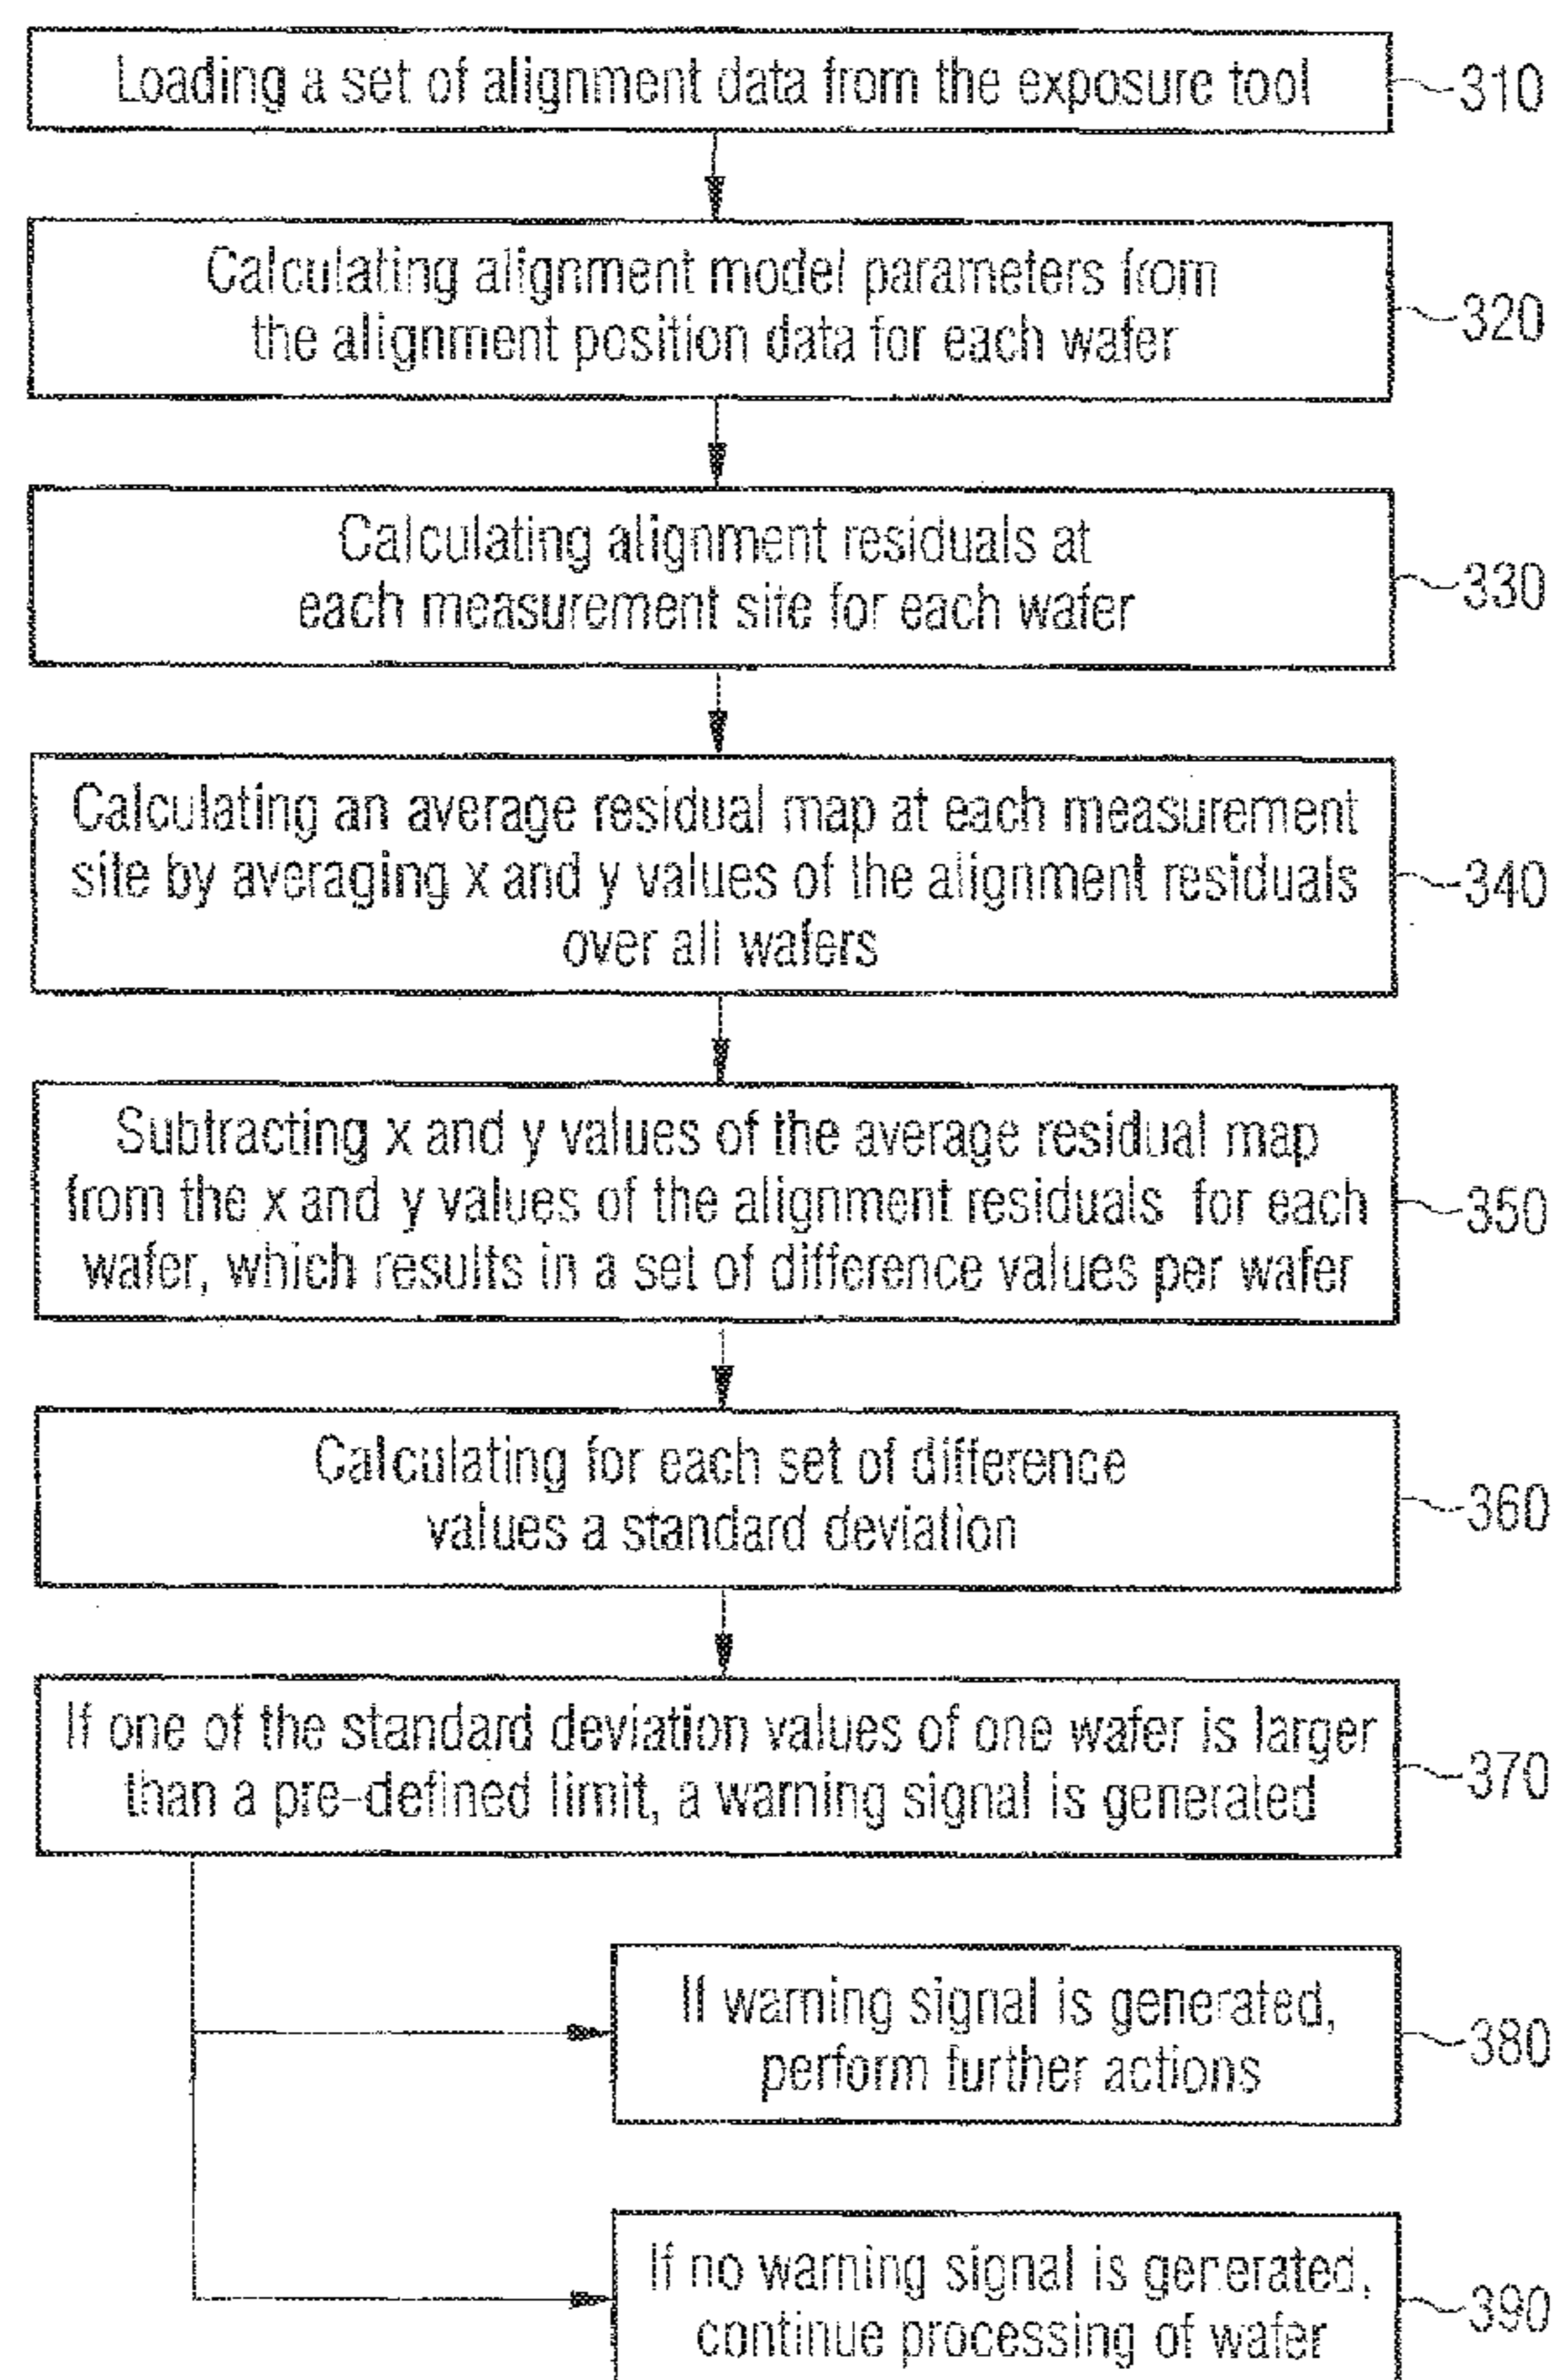 Loading a set of alignment data from the exposure tool
310
Calculating alignment model parameters from
the alignment position data for each wafer
320
Calculating alignment residuals at
each measurement site for each wafer
330
Calculating an average residual map at each measurement
site by averaging x and y values of the alignment residuals
over all wafers
340
Subtracting x and y values of the average residual map
from the x and y values of the alignment residuals for each
wafer, which results in a set of difference values per wafer
350
Calculating for each set of difference
values a standard deviation
360
If one of the standard deviation values of one wafer is larger
than a pre-defined limit, a warning signal is generated
370
If warning signal is generated,
perform further actions
380
If no warning signal is generated,
continue processing of wafer
390